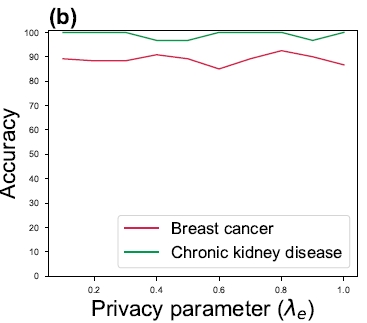 (b)
100
90
80
70
60
50
40
30
20
10
0
Accuracy
Breast cancer
Chronic kidney disease
0.2 0.4 0.6 0.8 1.0
Privacy parameter (λₑ)